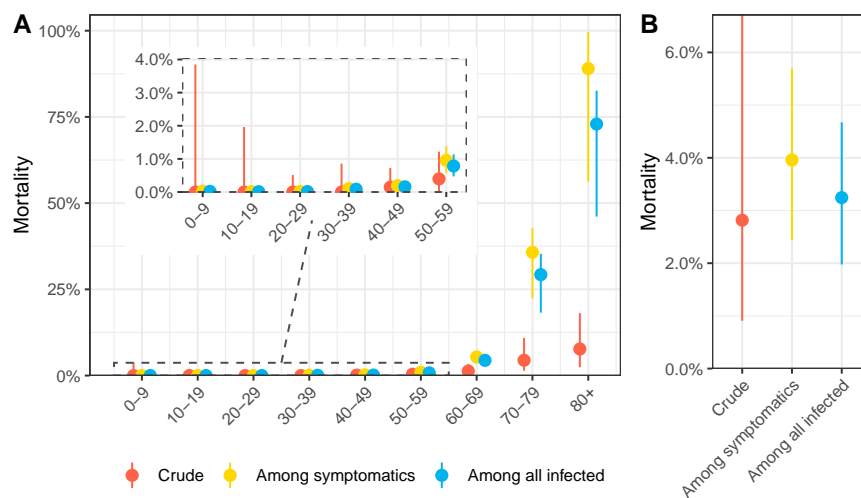 A
Mortality
100%
75%
50%
25%
0%
4.0%
3.0%
2.0%
1.0%
0.0%
0–9
10–19
20–29
30–39
40–49
50–59
0–9
10–19
20–29
30–39
40–49
50–59
60–69
70–79
80+
Crude
Among symptomatics
Among all infected
B
Mortality
6.0%
4.0%
2.0%
0.0%
Crude
Among symptomatics
Among all infected